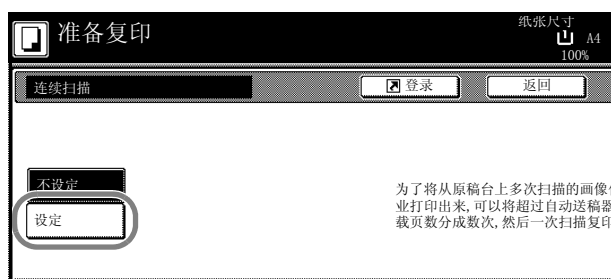 准备复印
纸张尺寸
A4
100%
连续扫描
登录
返回
不设定
设定
为了将从原稿台上多次扫描的画像
业打印出来,可以将超过自动送稿器
载页数分成数次,然后一次扫描复印